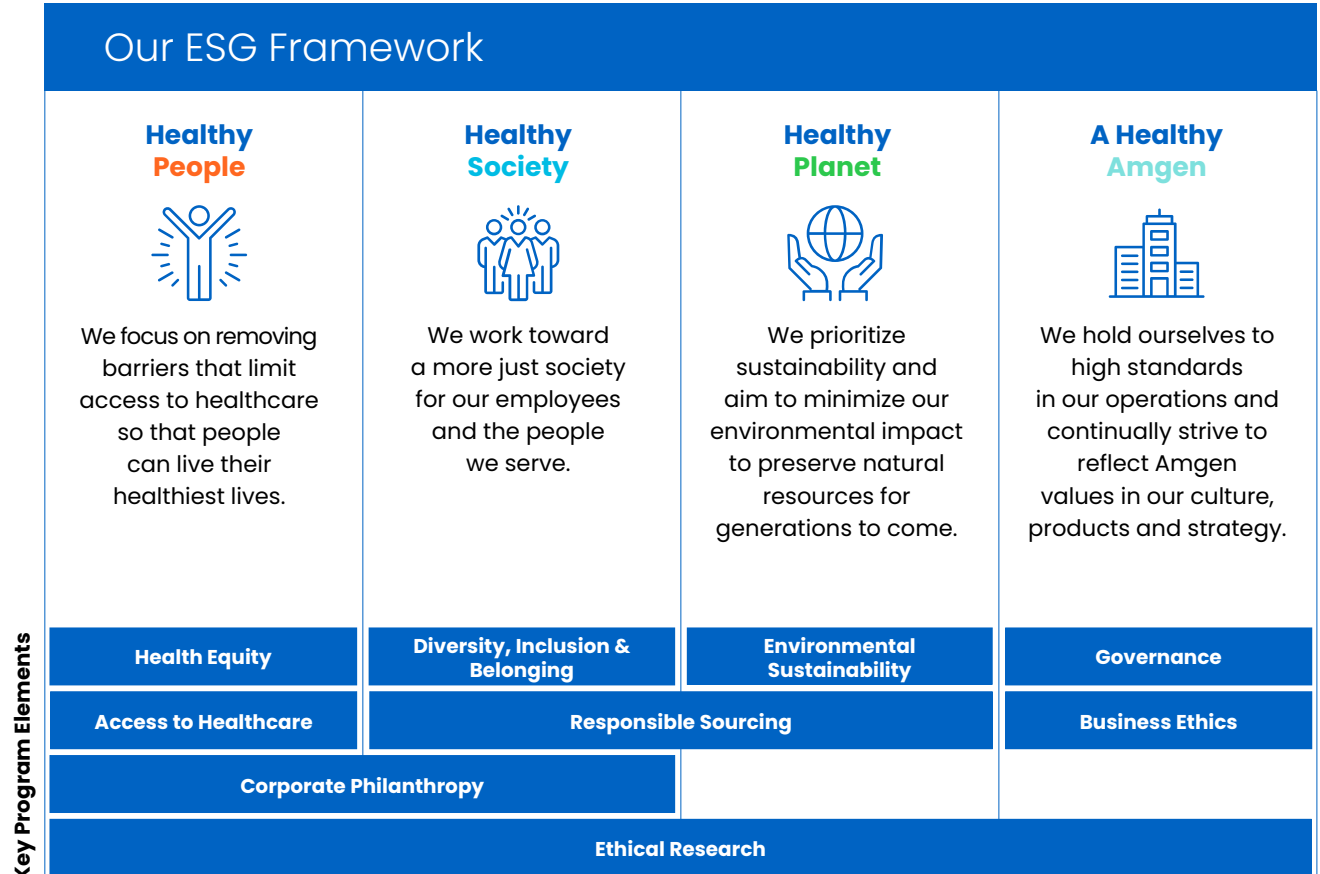 Our ESG Framework
Healthy
People
We focus on removing
barriers that limit
access to healthcare
so that people
can live their
healthiest lives.
Healthy
Society
We work toward
a more just society
for our employees
and the people
we serve.
Healthy
Planet
We prioritize
sustainability and
aim to minimize our
environmental impact
to preserve natural
resources for
generations to come.
A Healthy
Amgen
We hold ourselves to
high standards
in our operations and
continually strive to
reflect Amgen
values in our culture,
products and strategy.
Key Program Elements
Health Equity
Diversity, Inclusion &
Belonging
Environmental
Sustainability
Governance
Access to Healthcare
Responsible Sourcing
Business Ethics
Corporate Philanthropy
Ethical Research